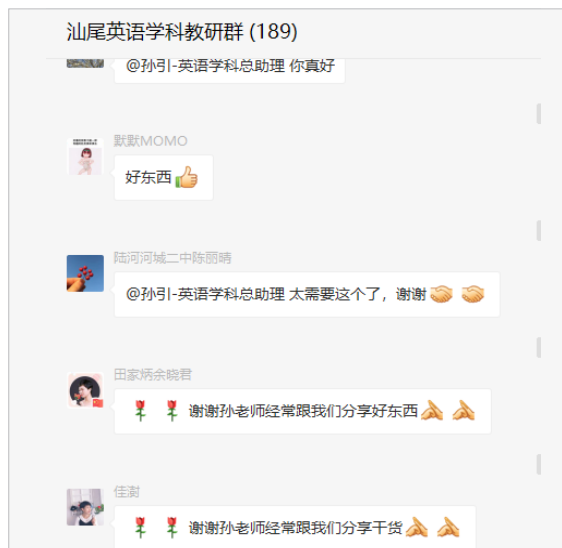 汕尾英语学科教研群 (189)
@孙引-英语学科总助理 你真好
默默MOMO
好东西
陆河河城二中陈丽晴
@孙引-英语学科总助理 太需要这个了，谢谢
田家炳余晓君
谢谢孙老师经常跟我们分享好东西
佳澍
谢谢孙老师经常跟我们分享干货